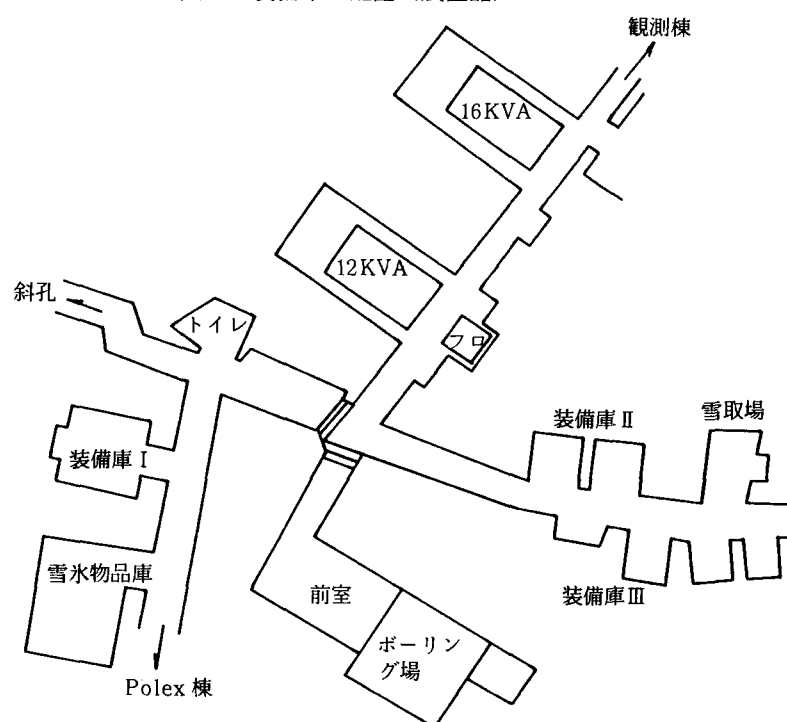 観測棟
16KVA
12KVA
斜孔
トイレ
フロ
装備庫Ⅱ
雪取場
装備庫Ⅰ
雪氷物品庫
前室
装備庫Ⅲ
ボーリン
グ場
Polex 棟